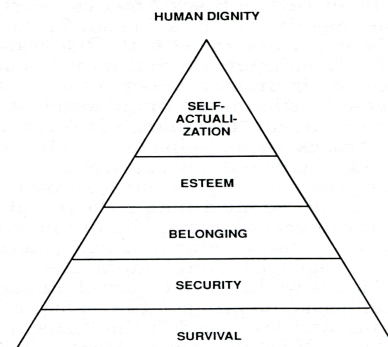 HUMAN DIGNITY
SELF-
ACTUALI-
ZATION
ESTEEM
BELONGING
SECURITY
SURVIVAL